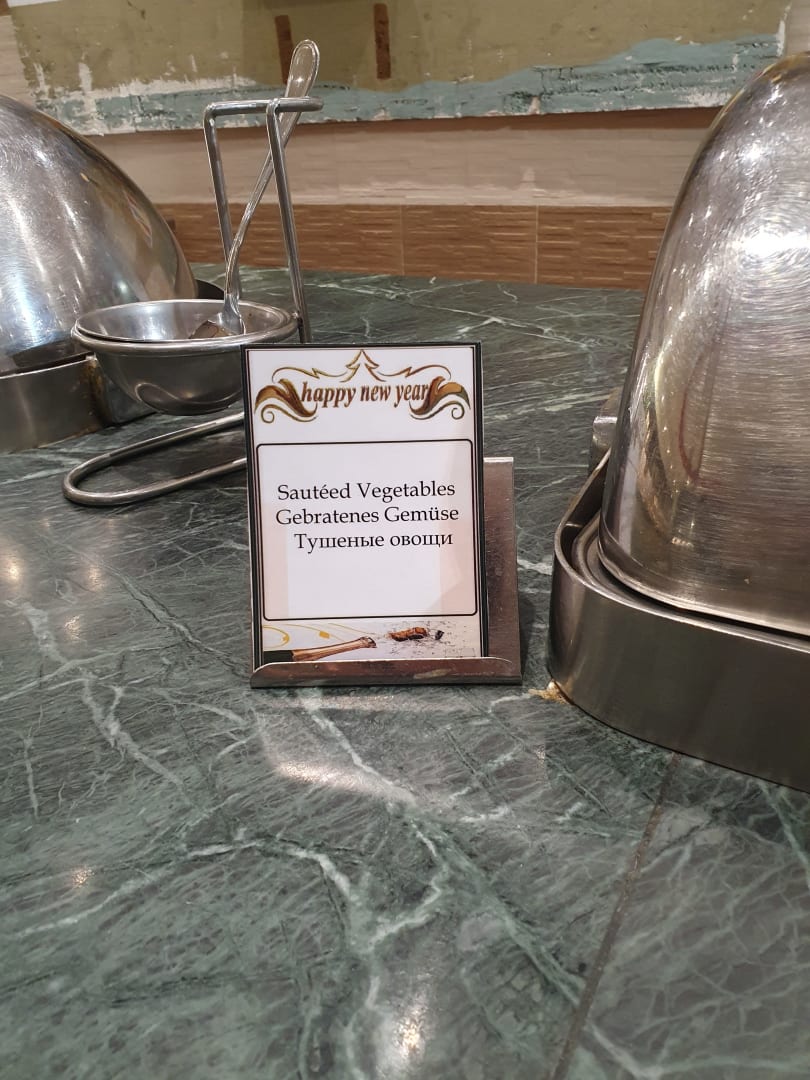 happy new year
Sautéed Vegetables
Gebratenes Gemüse
Тушеные овощи